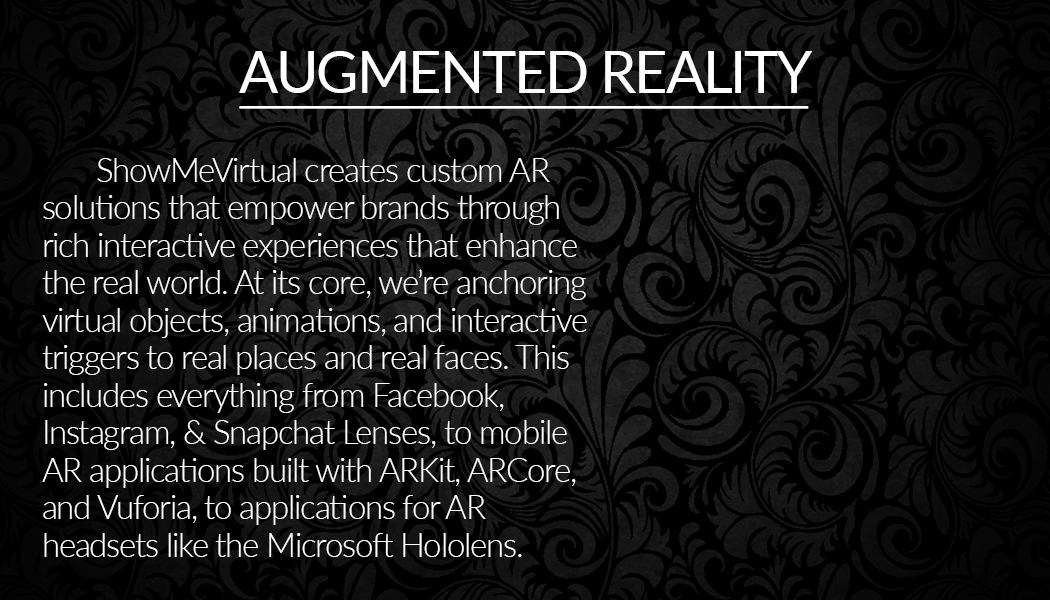 AUGMENTED REALITY
ShowMeVirtual creates custom AR
solutions that empower brands through
rich interactive experiences that enhance
the real world. At its core, we’re anchoring
virtual objects, animations, and interactive
triggers to real places and real faces. This
includes everything from Facebook,
Instagram, & Snapchat Lenses, to mobile
AR applications built with ARKit, ARCore,
and Vuforia, to applications for AR
headsets like the Microsoft Hololens.